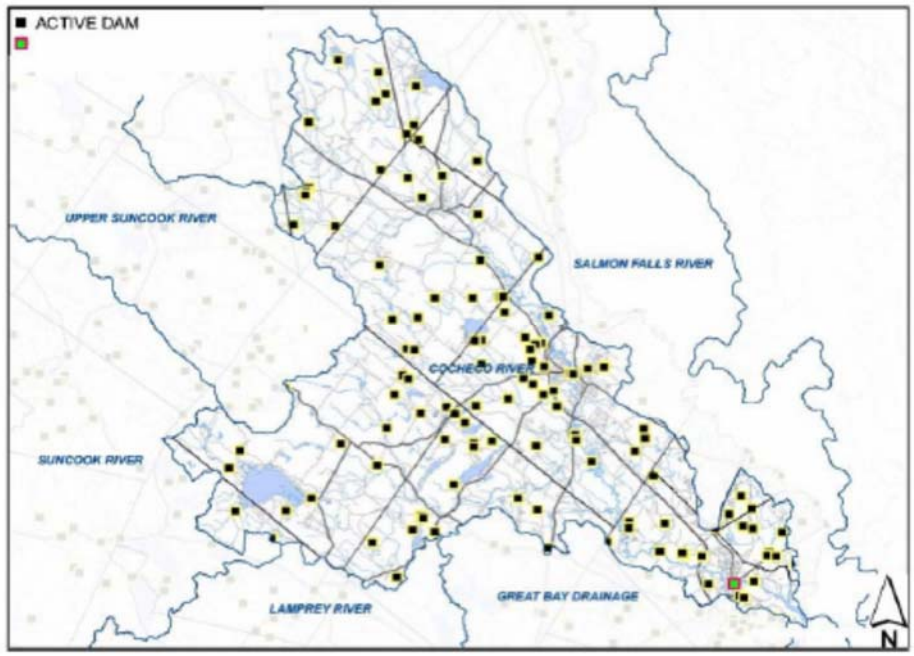 ACTIVE DAM
UPPER SUNCOOK RIVER
SALMON FALLS RIVER
COCHECO RIVER
SUNCOOK RIVER
GREAT BAY DRAINAGE
LAMPREY RIVER
N